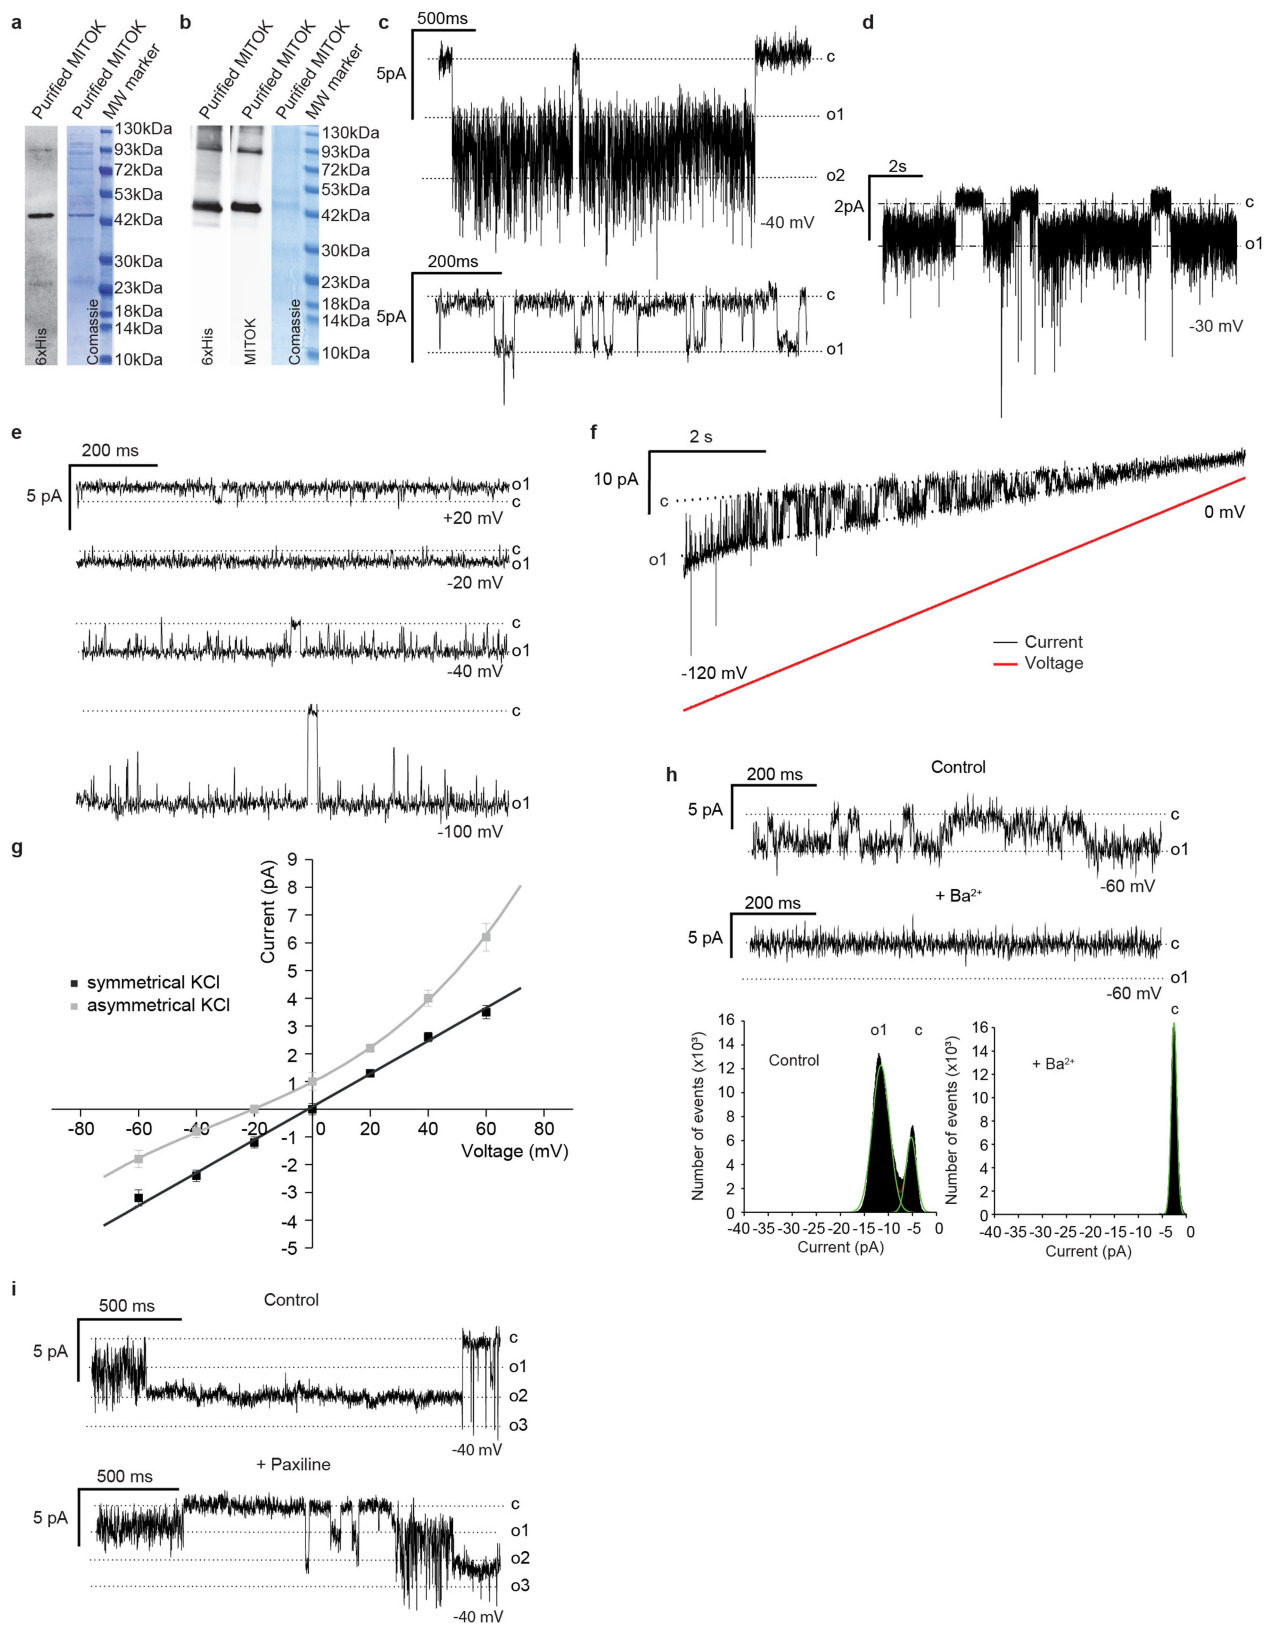 a
Purified MITOK
Purified MITOK
MW marker
130kDa
93kDa
72kDa
53kDa
42kDa
30kDa
23kDa
18kDa
14kDa
10kDa
6xHis
Comassie
b
Purified MITOK
Purified MITOK
Purified MITOK
MW marker
130kDa
93kDa
72kDa
53kDa
42kDa
30kDa
23kDa
18kDa
14kDa
10kDa
6xHis
MITOK
Comassie
c
500ms
5pA
c
o1
o2
-40 mV
200ms
5pA
c
o1
d
2s
2pA
c
o1
-30 mV
e
200 ms
5 pA
o1
c
+20 mV
c
o1
-20 mV
c
o1
-40 mV
c
o1
-100 mV
f
2 s
10 pA
c
o1
0 mV
-120 mV
Current
Voltage
g
Current (pA)
9
8
7
6
5
4
3
2
1
-1
-2
-3
-4
-5
symmetrical KCl
asymmetrical KCl
-80 -60 -40 -20 0 20 40 60 80
Voltage (mV)
h
Control
200 ms
5 pA
c
o1
-60 mV
+ Ba²⁺
200 ms
5 pA
c
o1
-60 mV
Number of events (x10³)
16
14
12
10
8
6
4
2
0
Control
o1 c
-40 -35 -30 -25 -20 -15 -10 -5 0
Current (pA)
Number of events (x10³)
16
14
12
10
8
6
4
2
0
+ Ba²⁺
c
-40 -35 -30 -25 -20 -15 -10 -5 0
Current (pA)
i
Control
500 ms
5 pA
c
o1
o2
o3
-40 mV
+ Paxiline
500 ms
5 pA
c
o1
o2
o3
-40 mV